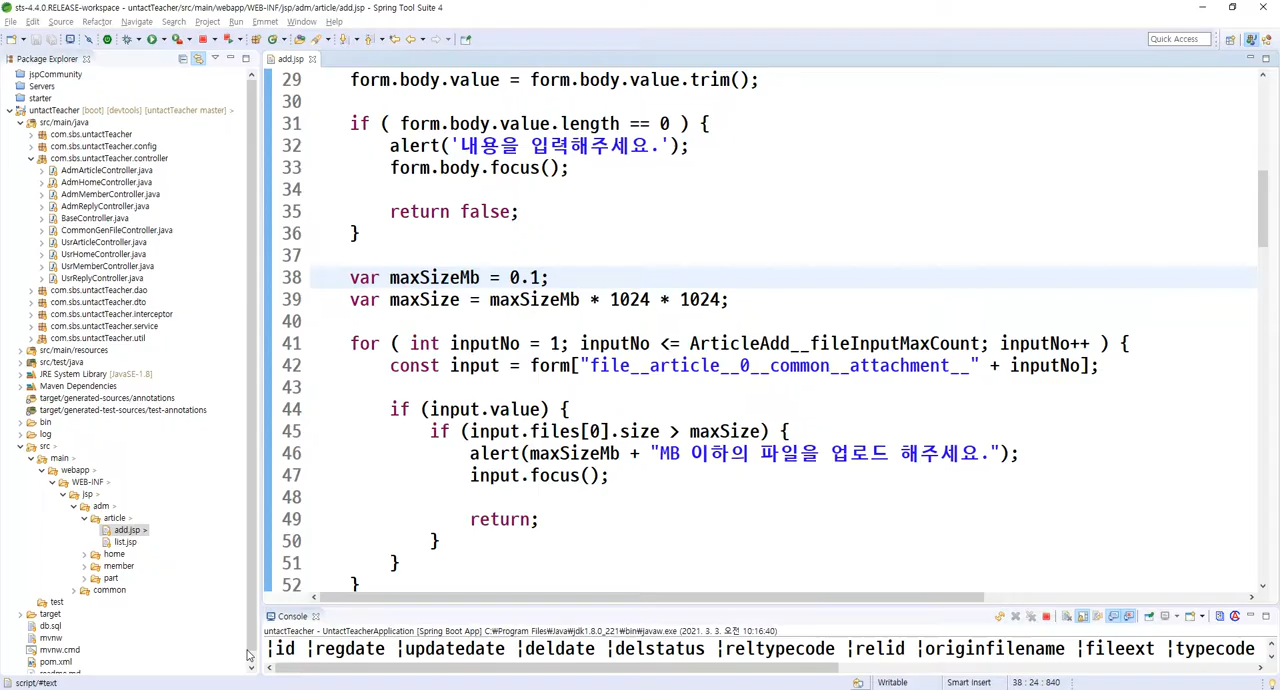 sts-4.4.0.RELEASE-workspace - untactTeacher/src/main/webapp/WEB-INF/jsp/adm/article/add.jsp - Spring Tool Suite 4
File Edit Source Refactor Navigate Search Project Run Emmet Window Help
Quick Access
Package Explorer
jspCommunity
Servers
starter
untactTeacher [boot] [devtools] [untactTeacher master] >
src/main/java
com.sbs.untactTeacher
com.sbs.untactTeacher.config
com.sbs.untactTeacher.controller
AdmArticleController.java
AdmHomeController.java
AdmMemberController.java
AdmReplyController.java
BaseController.java
CommonGenFileController.java
UsrArticleController.java
UsrHomeController.java
UsrMemberController.java
UsrReplyController.java
com.sbs.untactTeacher.dao
com.sbs.untactTeacher.dto
com.sbs.untactTeacher.interceptor
com.sbs.untactTeacher.service
com.sbs.untactTeacher.util
src/main/resources
src/test/java
JRE System Library [JavaSE-1.8]
Maven Dependencies
target/generated-sources/annotations
target/generated-test-sources/test-annotations
bin
log
src >
main >
webapp >
WEB-INF >
jsp >
adm >
article >
add.jsp >
list.jsp
home
member
part
common
test
target
db.sql
mvnw
mvnw.cmd
pom.xml
add.jsp
29 form.body.value = form.body.value.trim();
30
31 if ( form.body.value.length == 0 ) {
32 alert('내용을 입력해주세요.');
33 form.body.focus();
34
35 return false;
36 }
37
38 var maxSizeMb = 0.1;
39 var maxSize = maxSizeMb * 1024 * 1024;
40
41 for ( int inputNo = 1; inputNo <= ArticleAdd__fileInputMaxCount; inputNo++ ) {
42 const input = form["file__article__0__common__attachment__" + inputNo];
43
44 if (input.value) {
45 if (input.files[0].size > maxSize) {
46 alert(maxSizeMb + "MB 이하의 파일을 업로드 해주세요.");
47 input.focus();
48
49 return;
50 }
51 }
52 }
Console
untactTeacher - UntactTeacherApplication [Spring Boot App] C:₩Program Files₩Java₩jdk1.8.0_221₩bin₩javaw.exe (2021. 3. 3. 오전 10:16:40)
|id |regdate |updatedate |deldate |delstatus |reltypecode |relid |originfilename |fileext |typecode
script/#text
Writable
Smart Insert
38 : 24 : 840